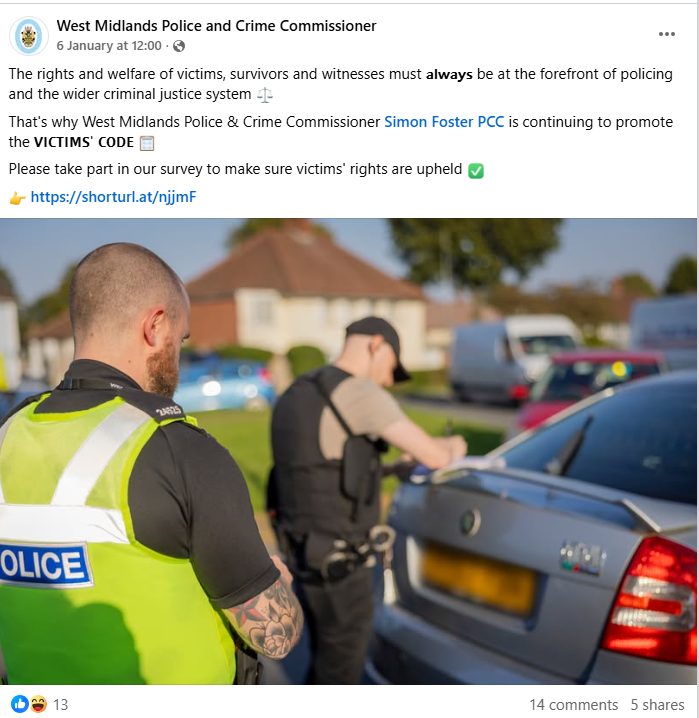 West Midlands Police and Crime Commissioner
6 January at 12:00 ·
The rights and welfare of victims, survivors and witnesses must always be at the forefront of policing
and the wider criminal justice system
That's why West Midlands Police & Crime Commissioner Simon Foster PCC is continuing to promote
the VICTIMS' CODE
Please take part in our survey to make sure victims' rights are upheld
https://shorturl.at/njjmF
OLICE
13
14 comments 5 shares